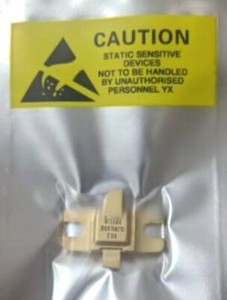 CAUTION
STATIC SENSITIVE
DEVICES
NOT TO BE HANDLED
BY UNAUTHORISED
PERSONNEL YX